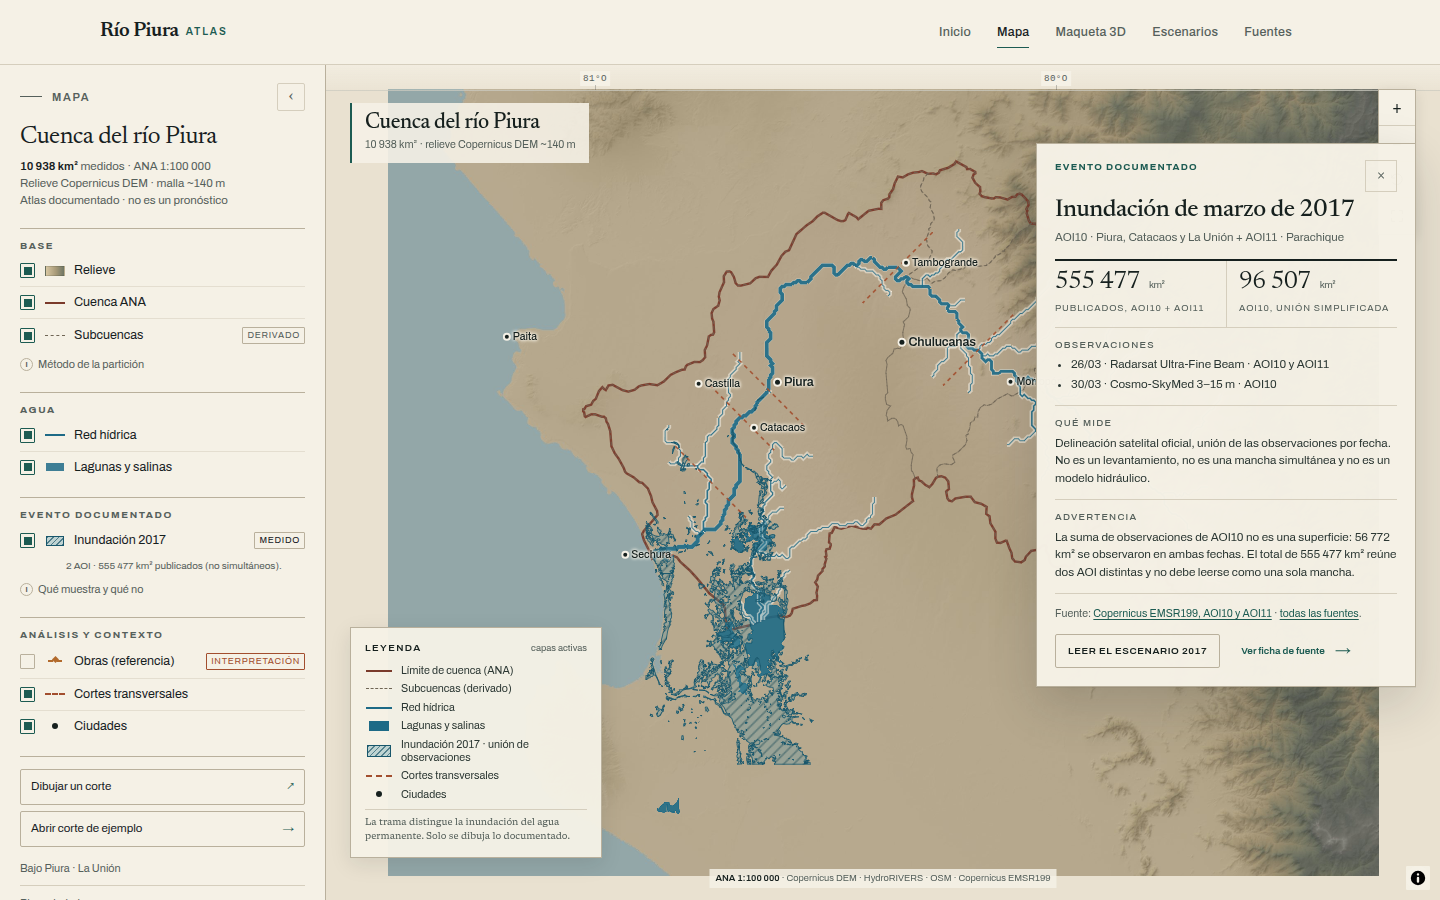 Río Piura ATLAS
Inicio
Mapa
Maqueta 3D
Escenarios
Fuentes
MAPA
‹
Cuenca del río Piura
10 938 km² medidos · ANA 1:100 000
Relieve Copernicus DEM · malla ~140 m
Atlas documentado · no es un pronóstico
BASE
Relieve
Cuenca ANA
Subcuencas DERIVADO
Método de la partición
AGUA
Red hídrica
Lagunas y salinas
EVENTO DOCUMENTADO
Inundación 2017 MEDIDO
2 AOI · 555 477 km² publicados (no simultáneos).
Qué muestra y qué no
ANÁLISIS Y CONTEXTO
Obras (referencia) INTERPRETACIÓN
Cortes transversales
Ciudades
Dibujar un corte ↗
Abrir corte de ejemplo →
Bajo Piura · La Unión
81°O
80°O
Cuenca del río Piura
10 938 km² · relieve Copernicus DEM ~140 m
Tambogrande
Paita
Chulucanas
Castilla
Piura
Catacaos
Sechura
LEYENDA capas activas
Límite de cuenca (ANA)
Subcuencas (derivado)
Red hídrica
Lagunas y salinas
Inundación 2017 · unión de
observaciones
Cortes transversales
Ciudades
La trama distingue la inundación del agua
permanente. Solo se dibuja lo documentado.
+
EVENTO DOCUMENTADO
×
Inundación de marzo de 2017
AOI10 · Piura, Catacaos y La Unión + AOI11 · Parachique
555 477 km²
PUBLICADOS, AOI10 + AOI11
96 507 km²
AOI10, UNIÓN SIMPLIFICADA
OBSERVACIONES
• 26/03 · Radarsat Ultra-Fine Beam · AOI10 y AOI11
• 30/03 · Cosmo-SkyMed 3–15 m · AOI10
QUÉ MIDE
Delineación satelital oficial, unión de las observaciones por fecha.
No es un levantamiento, no es una mancha simultánea y no es un
modelo hidráulico.
ADVERTENCIA
La suma de observaciones de AOI10 no es una superficie: 56 772
km² se observaron en ambas fechas. El total de 555 477 km² reúne
dos AOI distintas y no debe leerse como una sola mancha.
Fuente: Copernicus EMSR199, AOI10 y AOI11 · todas las fuentes.
LEER EL ESCENARIO 2017
Ver ficha de fuente →
ANA 1:100 000 · Copernicus DEM · HydroRIVERS · OSM · Copernicus EMSR199